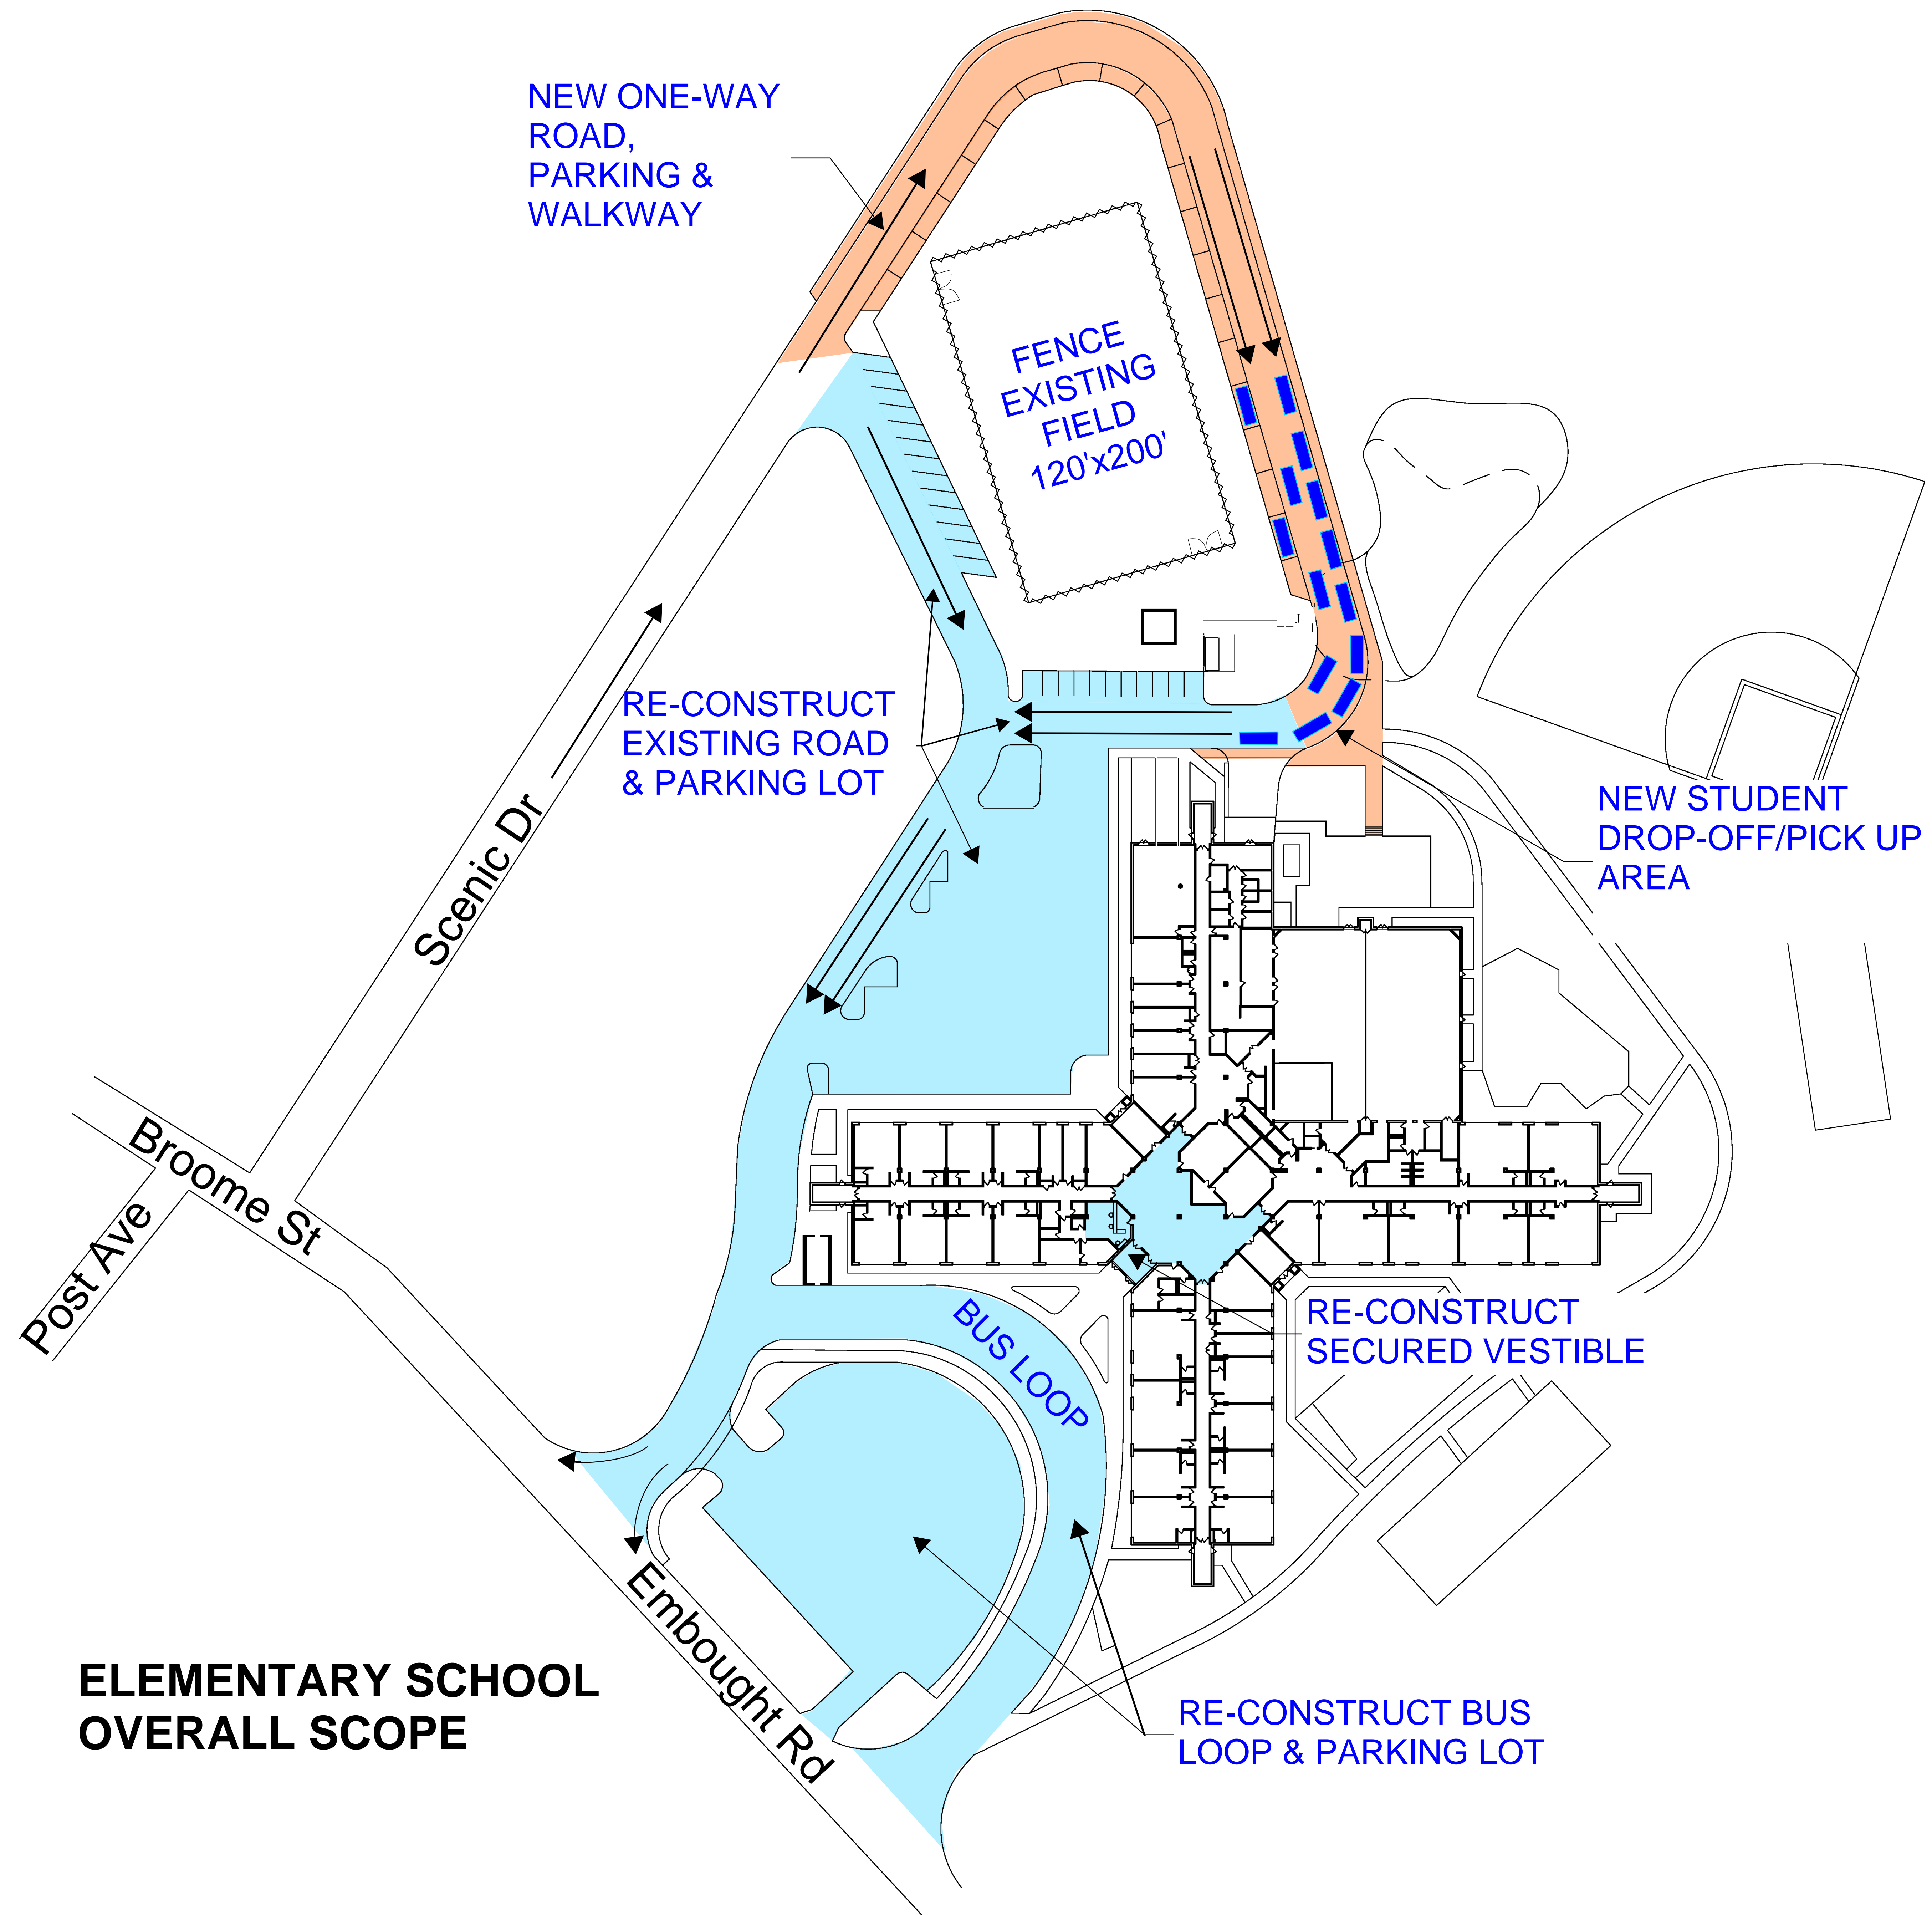 NEW ONE-WAY
ROAD,
PARKING &
WALKWAY
FENCE
EXISTING
FIELD
120'x200'
J
RE-CONSTRUCT
EXISTING ROAD
& PARKING LOT
NEW STUDENT
DROP-OFF/PICK UP
AREA
Scenic Dr
Broome St
Post Ave
BUS LOOP
RE-CONSTRUCT
SECURED VESTIBLE
Embought Rd
ELEMENTARY SCHOOL
OVERALL SCOPE
RE-CONSTRUCT BUS
LOOP & PARKING LOT